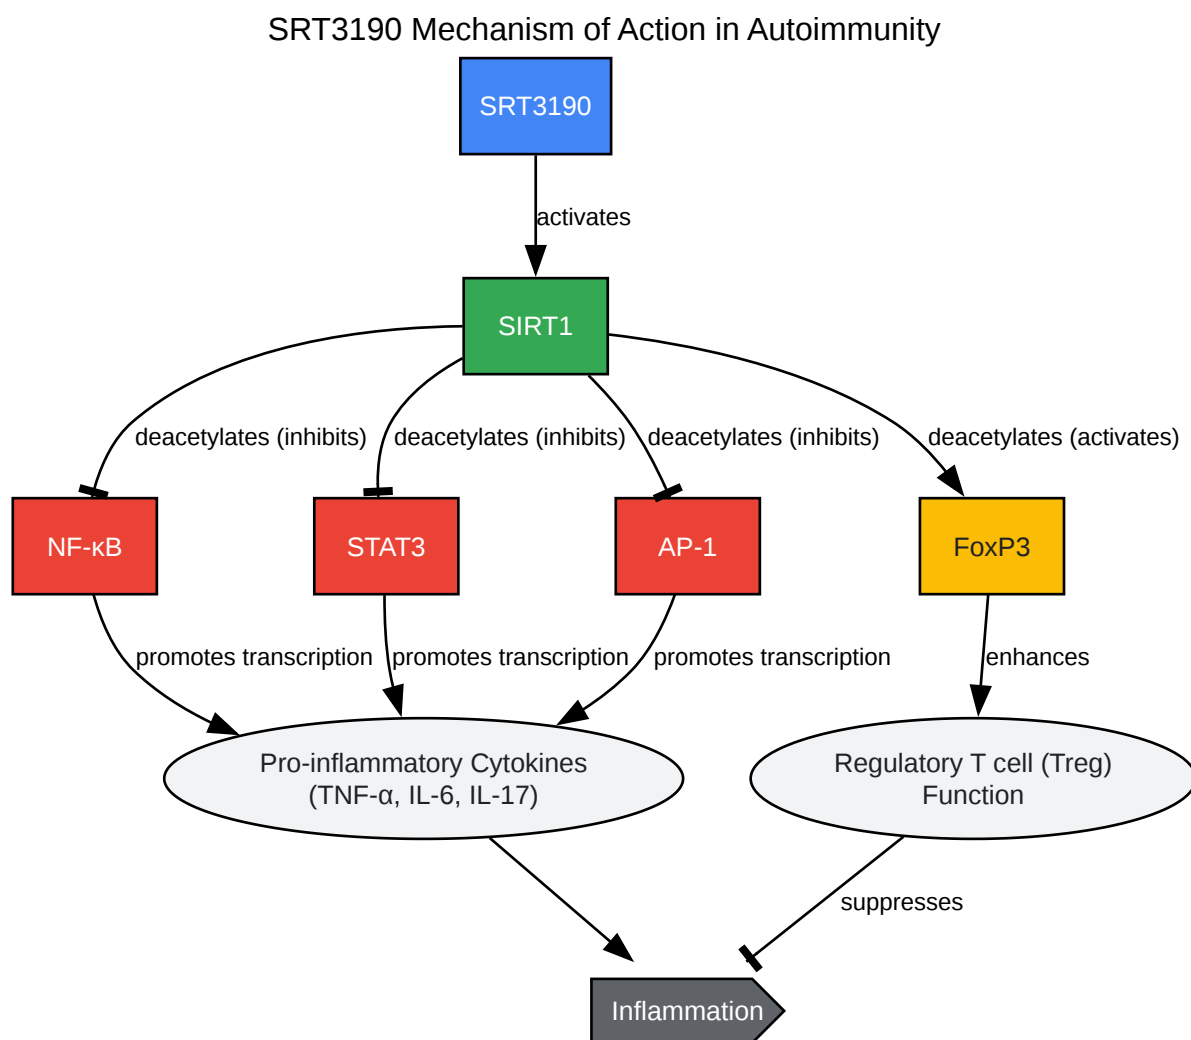 SRT3190 Mechanism of Action in Autoimmunity
SRT3190
activates
SIRT1
deacetylates (inhibits)
deacetylates (inhibits)
deacetylates (inhibits)
deacetylates (activates)
NF-κB
STAT3
AP-1
FoxP3
promotes transcription
promotes transcription
promotes transcription
enhances
Pro-inflammatory Cytokines
(TNF-α, IL-6, IL-17)
Regulatory T cell (Treg)
Function
suppresses
Inflammation